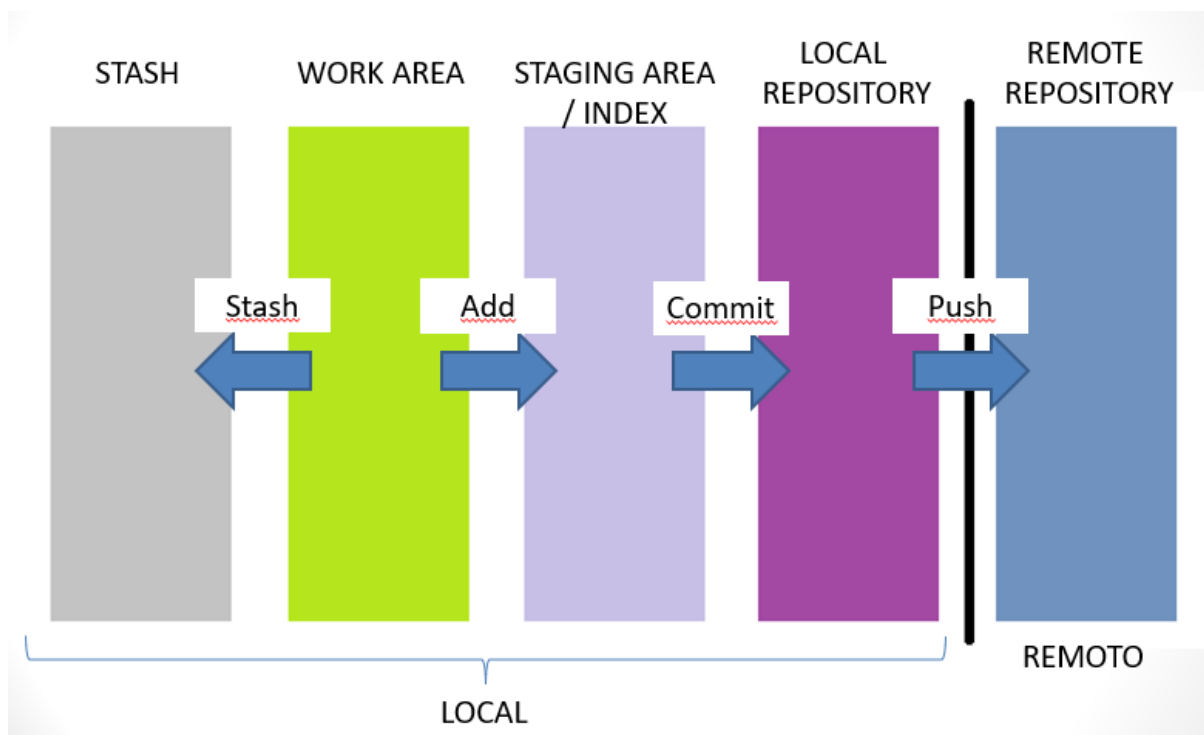 STASH
WORK AREA
STAGING AREA
/ INDEX
LOCAL
REPOSITORY
REMOTE
REPOSITORY
Stash
Add
Commit
Push
REMOTO
LOCAL